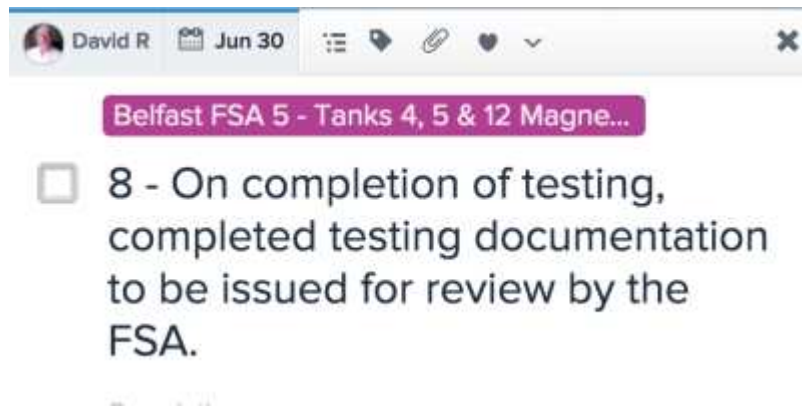 David R
Jun 30
Belfast FSA 5 - Tanks 4, 5 & 12 Magne...
8 - On completion of testing,
completed testing documentation
to be issued for review by the
FSA.